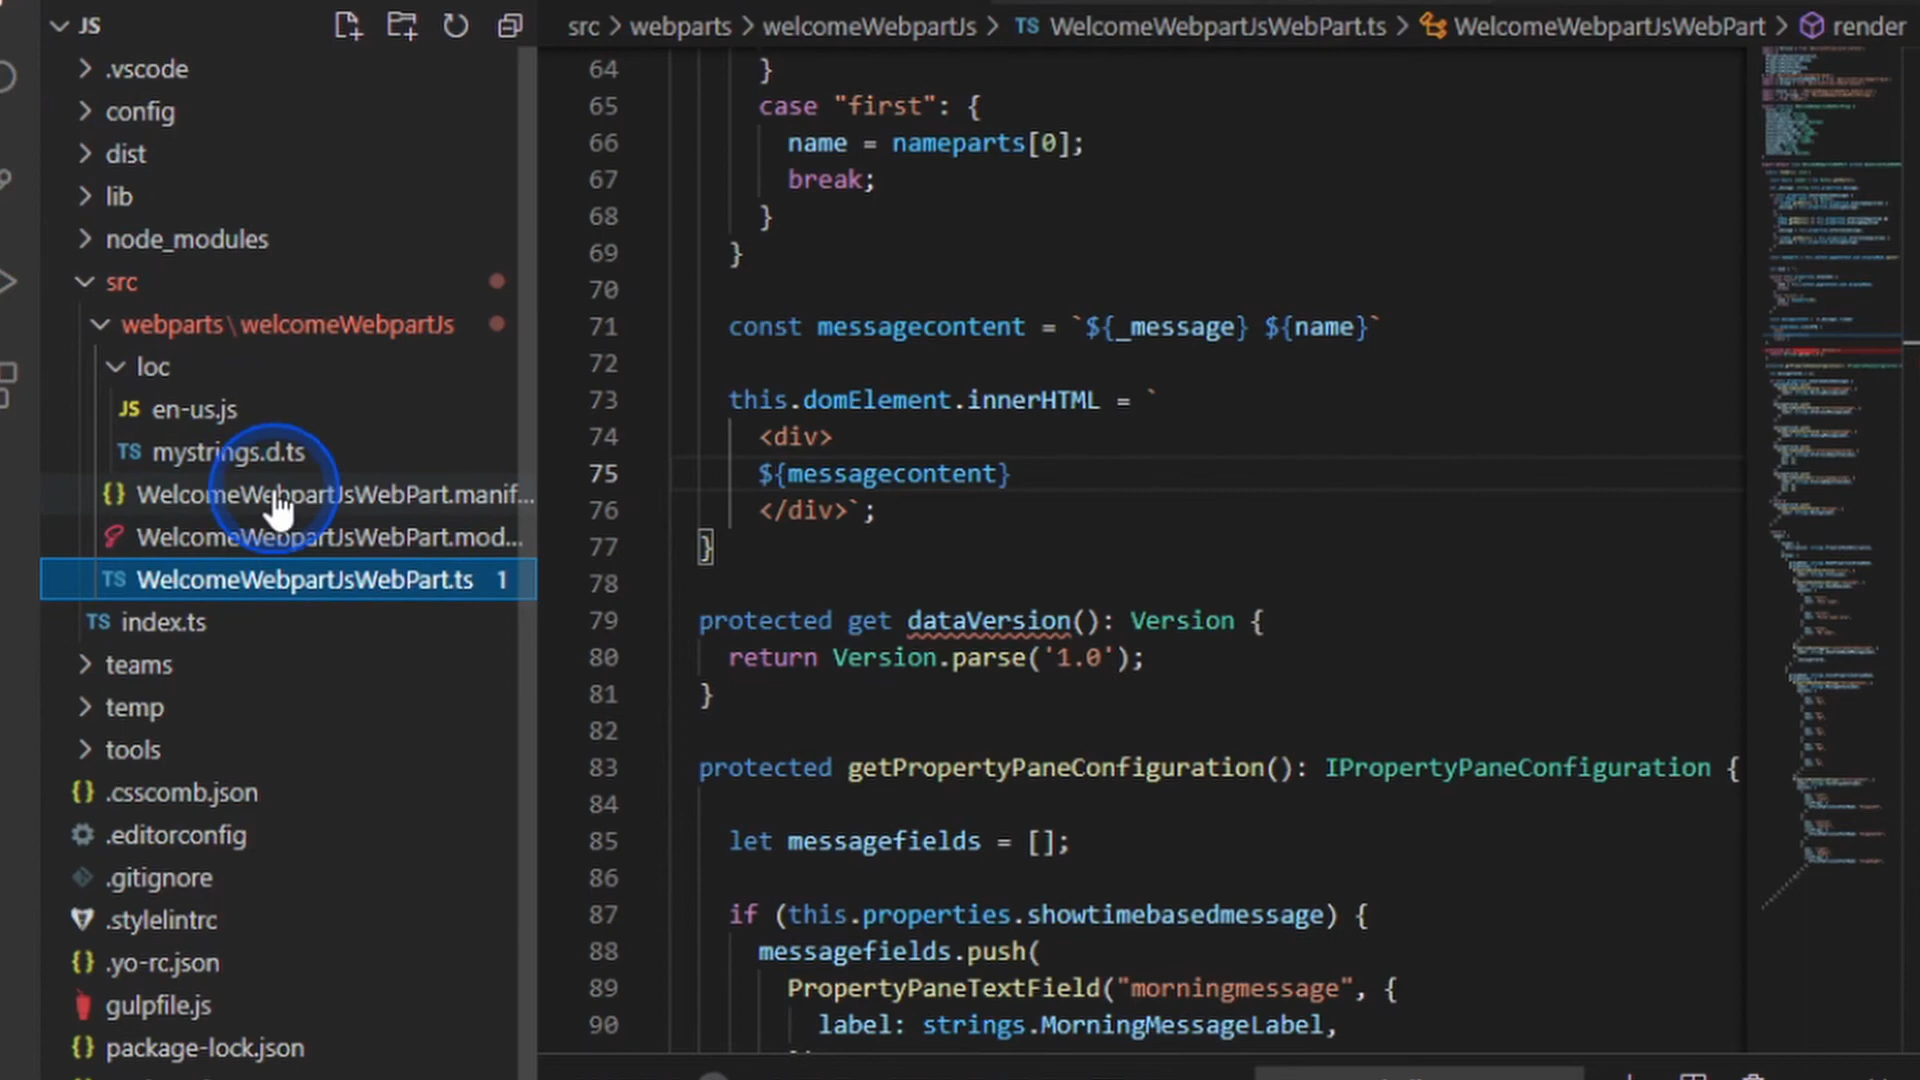 JS
.vscode
config
dist
lib
node_modules
src
webparts\welcomeWebpartJs
loc
JS en-us.js
TS mystrings.d.ts
{} WelcomeWebpartJsWebPart.manif...
WelcomeWebpartJsWebPart.mod...
TS WelcomeWebpartJsWebPart.ts 1
TS index.ts
teams
temp
tools
{} .csscomb.json
.editorconfig
.gitignore
.stylelintrc
{} .yo-rc.json
gulpfile.js
{} package-lock.json
src > webparts > welcomeWebpartJs > TS WelcomeWebpartJsWebPart.ts > WelcomeWebpartJsWebPart > render
64 }
65 case "first": {
66 name = nameparts[0];
67 break;
68 }
69 }
70
71 const messagecontent = `${_message} ${name}`
72
73 this.domElement.innerHTML = `
74 <div>
75 ${messagecontent}
76 </div>`;
77 }
78
79 protected get dataVersion(): Version {
80 return Version.parse('1.0');
81 }
82
83 protected getPropertyPaneConfiguration(): IPropertyPaneConfiguration {
84
85 let messagefields = [];
86
87 if (this.properties.showtimebasedmessage) {
88 messagefields.push(
89 PropertyPaneTextField("morningmessage", {
90 label: strings.MorningMessageLabel,